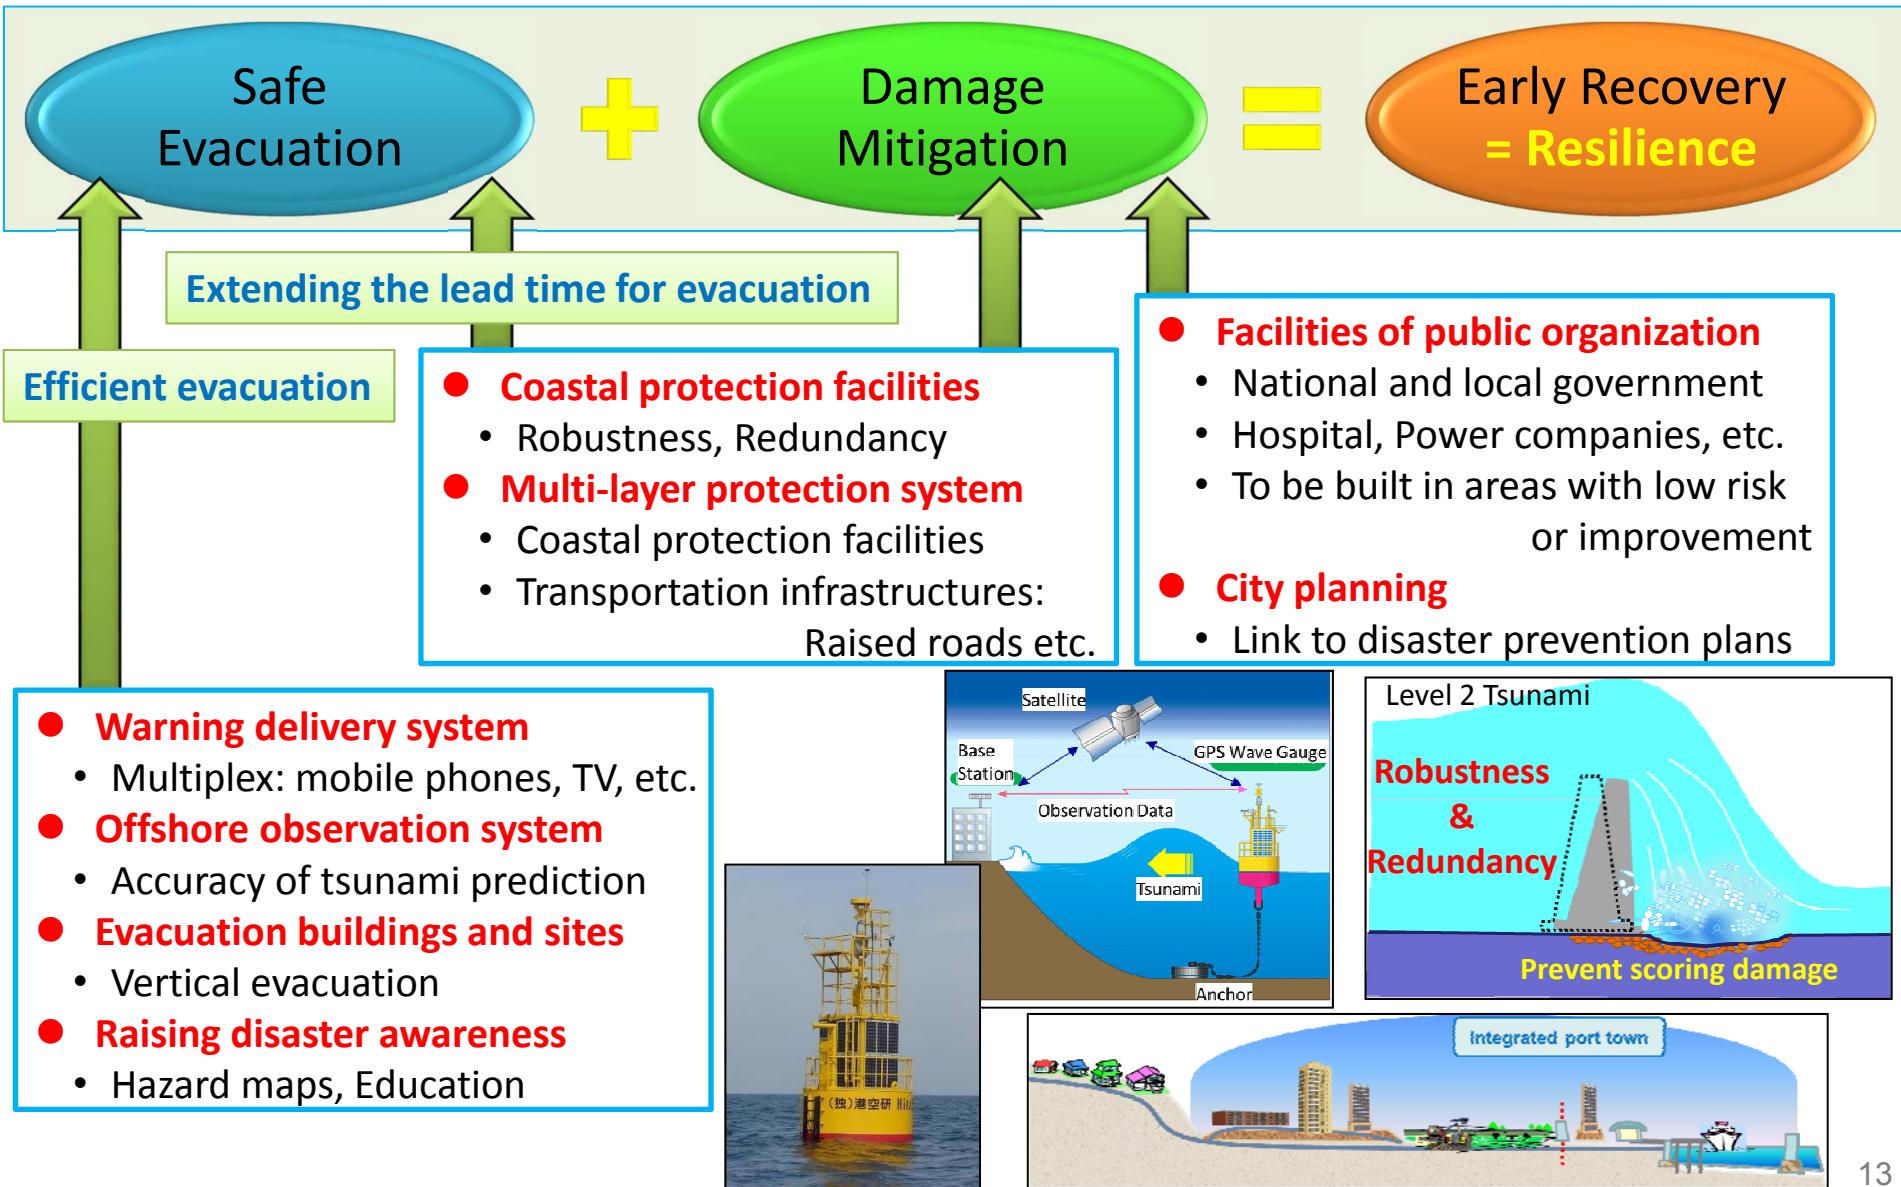 Safe
Evacuation
Damage
Mitigation
Early Recovery
= Resilience
Extending the lead time for evacuation
Efficient evacuation
● Coastal protection facilities
• Robustness, Redundancy
● Multi-layer protection system
• Coastal protection facilities
• Transportation infrastructures:
Raised roads etc.
● Facilities of public organization
• National and local government
• Hospital, Power companies, etc.
• To be built in areas with low risk
or improvement
● City planning
• Link to disaster prevention plans
● Warning delivery system
• Multiplex: mobile phones, TV, etc.
● Offshore observation system
• Accuracy of tsunami prediction
● Evacuation buildings and sites
• Vertical evacuation
● Raising disaster awareness
• Hazard maps, Education
Satellite
Base
Station
GPS Wave Gauge
Observation Data
Tsunami
Anchor
Level 2 Tsunami
Robustness
&
Redundancy
Prevent scoring damage
(独)港空研
Integrated port town
13